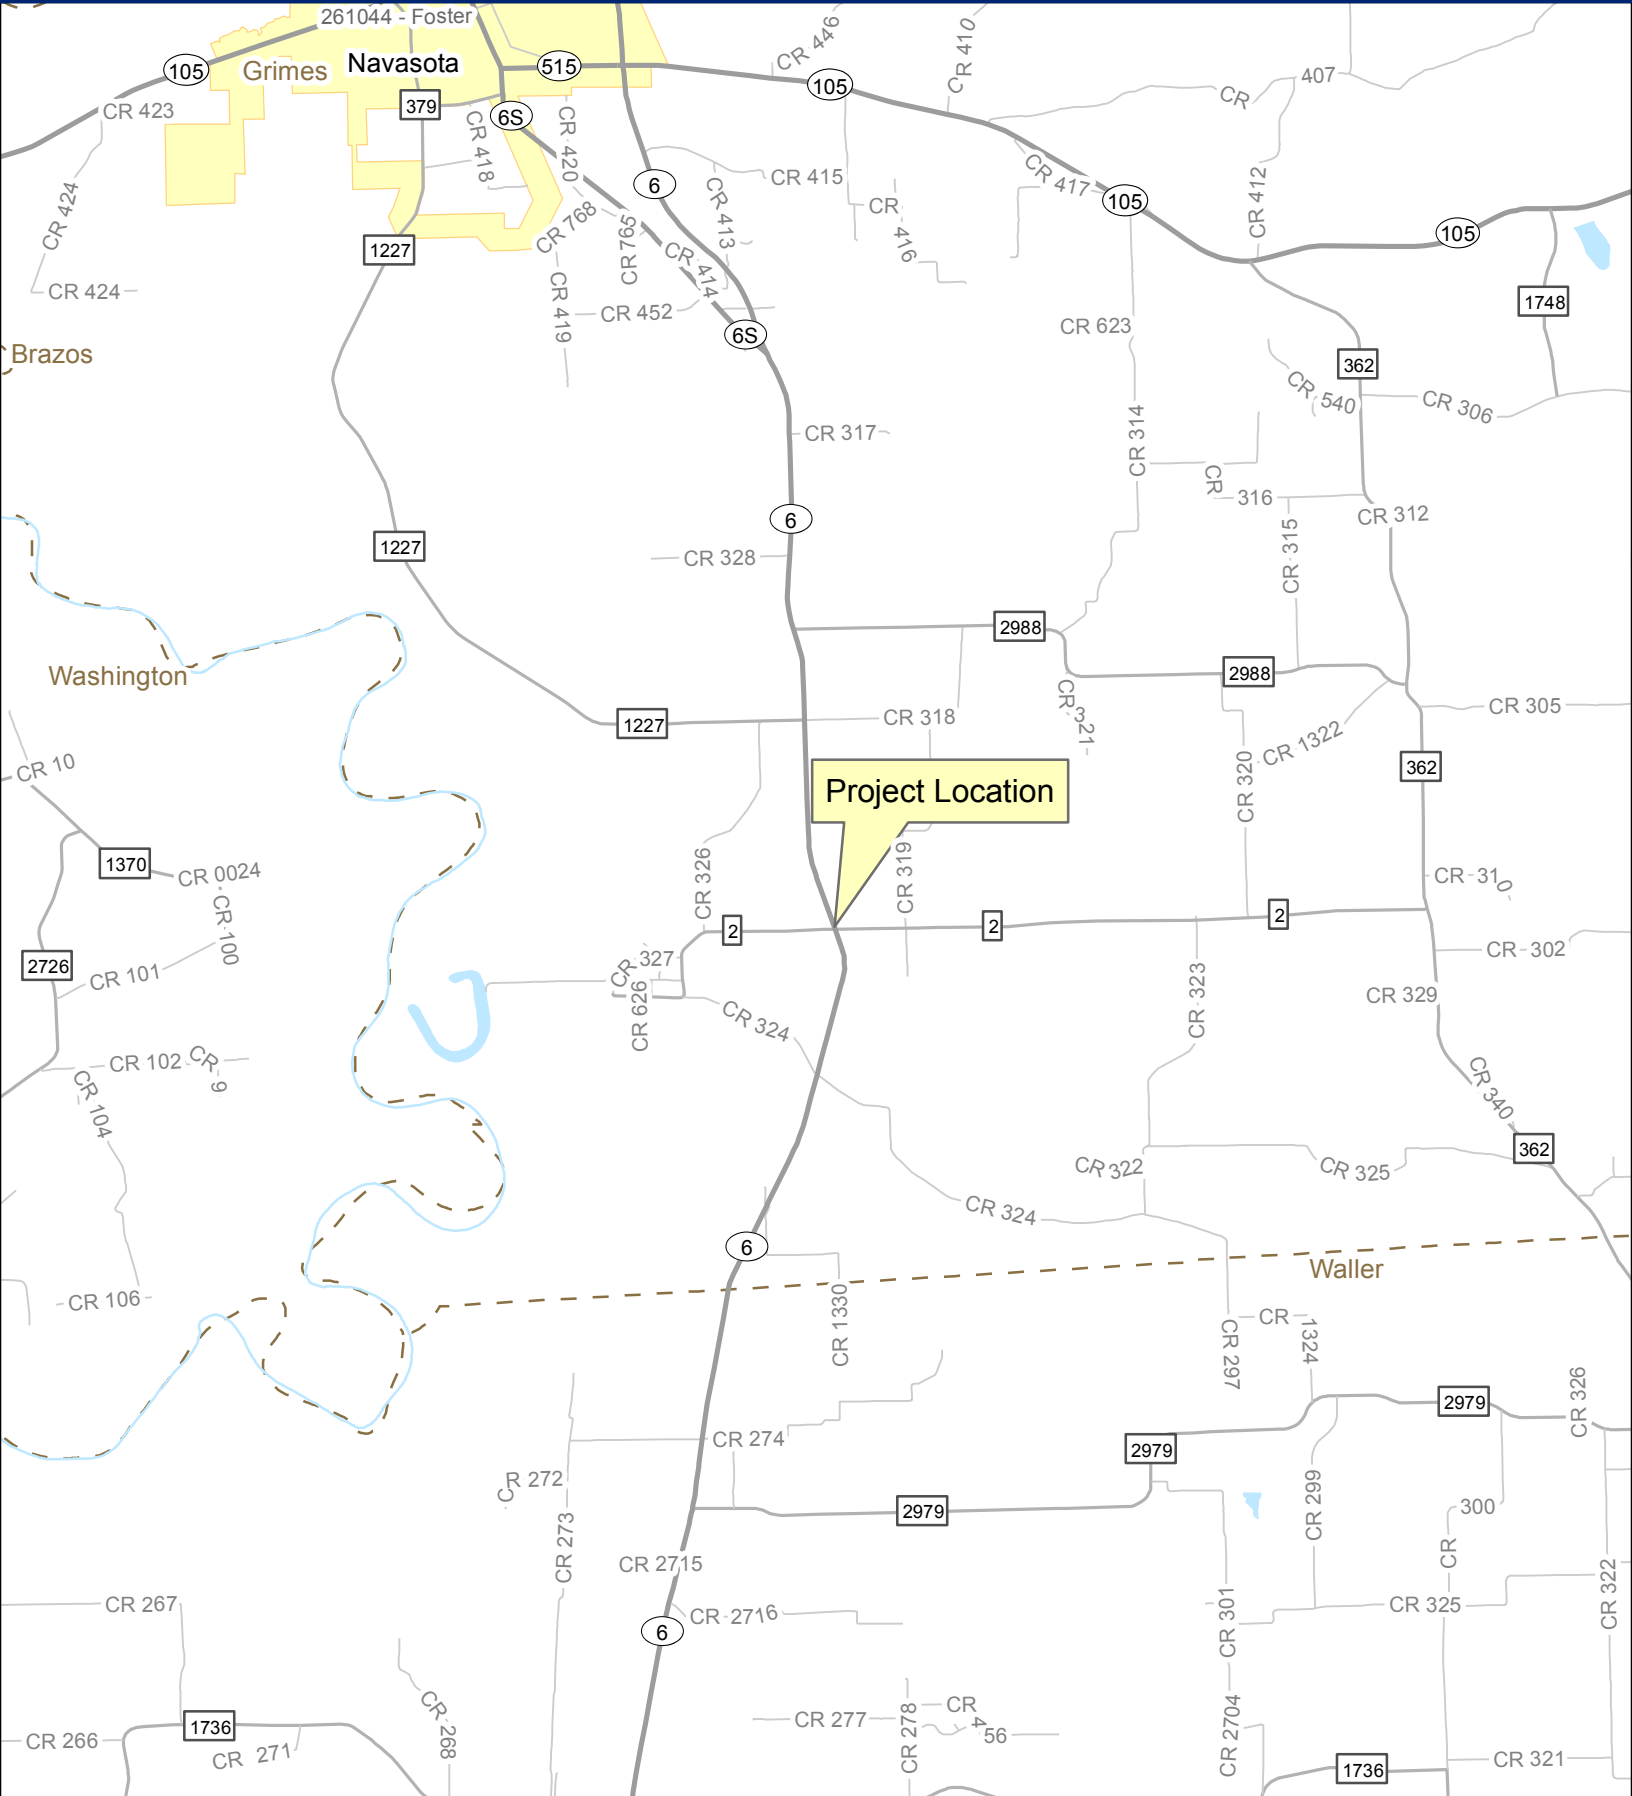 261044 - Foster
CR 446
CR 410
Grimes
Navasota
105
515
105
407
CR
379
6S
CR 423
CR 418
CR 420
CR 415
CR 417
6
CR 413
CR 412
105
105
CR 424
CR
416
CR 768
CR 765
1227
CR 414
CR 424
CR 419
CR 452
1748
CR 623
6S
Brazos
362
CR 540
CR 306
CR 317
CR 314
CR
316
CR 312
6
1227
CR 328
CR 315
2988
2988
Washington
CR 321
CR 305
CR 318
1227
CR 1322
CR 10
CR 320
362
Project Location
1370
CR 0024
CR 326
CR 319
CR 310
CR 100
2
2
2
CR 302
2726
CR 101
CR 327
CR 626
CR 323
CR 329
CR 324
CR 102
CR 9
CR 104
CR 340
362
CR 322
CR 325
CR 324
6
Waller
CR 106
CR 1330
CR
1324
CR 297
CR 326
2979
2979
CR 274
CR 272
CR 299
300
2979
CR 273
CR
CR 2715
CR 322
CR 267
CR 2716
CR 301
CR 325
6
CR 268
CR 278
CR
456
CR 277
CR 2704
1736
CR 266
CR 271
CR 321
1736